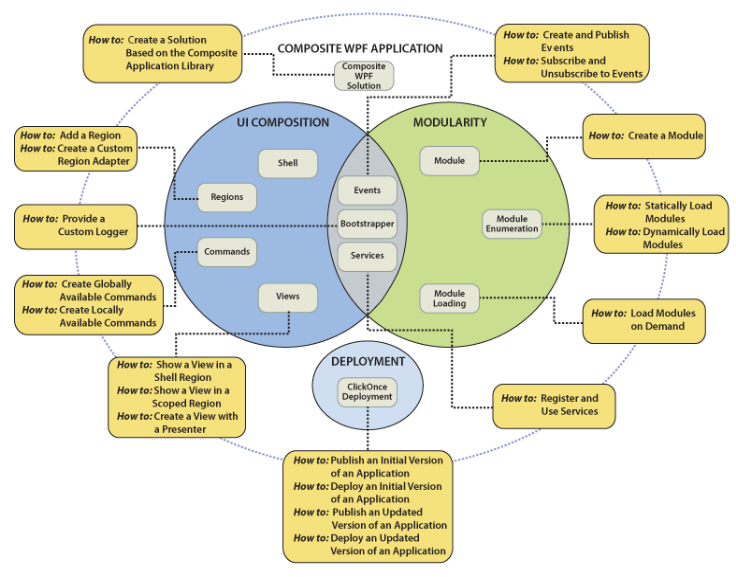 How to: Create a Solution
Based on the Composite
Application Library
COMPOSITE WPF APPLICATION
Composite
WPF
Solution
How to: Create and Publish
Events
How to: Subscribe and
Unsubscribe to Events
UI COMPOSITION
MODULARITY
How to: Add a Region
How to: Create a Custom
Region Adapter
Shell
Module
How to: Create a Module
Regions
Events
How to: Provide a
Custom Logger
Bootstrapper
Module
Enumeration
How to: Statically Load
Modules
How to: Dynamically Load
Modules
Commands
Services
How to: Create Globally
Available Commands
How to: Create Locally
Available Commands
Views
Module
Loading
How to: Load Modules
on Demand
How to: Show a View in a
Shell Region
How to: Show a View in a
Scoped Region
How to: Create a View with
a Presenter
DEPLOYMENT
ClickOnce
Deployment
How to: Register and
Use Services
How to: Publish an Initial Version
of an Application
How to: Deploy an Initial Version
of an Application
How to: Publish an Updated
Version of an Application
How to: Deploy an Updated
Version of an Application